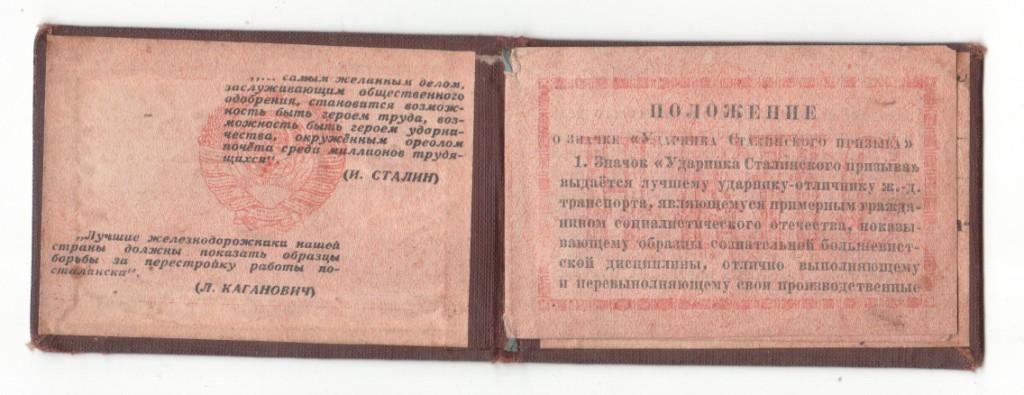 „... самым желанным делом,
заслуживающим общественного
одобрения, становится возмож-
ность быть героем труда, воз-
можность быть героем ударни-
чества, окружённым ореолом
почёта среди миллионов трудя-
щихся".
(И. СТАЛИН)
„Лучшие железнодорожники нашей
страны должны показать образцы
борьбы за перестройку работы по-
сталински".
(Л. КАГАНОВИЧ)
ПОЛОЖЕНИЕ
О ЗНАЧКЕ «УДАРНИКА СТАЛИНСКОГО ПРИЗЫВА»
1. Значок «Ударника Сталинского призыва»
выдаётся лучшему ударнику-отличнику ж.-д.
транспорта, являющемуся примерным гражда-
нином социалистического отечества, показы-
вающему образцы сознательной большевист-
ской дисциплины, отлично выполняющему
и перевыполняющему свои производственные